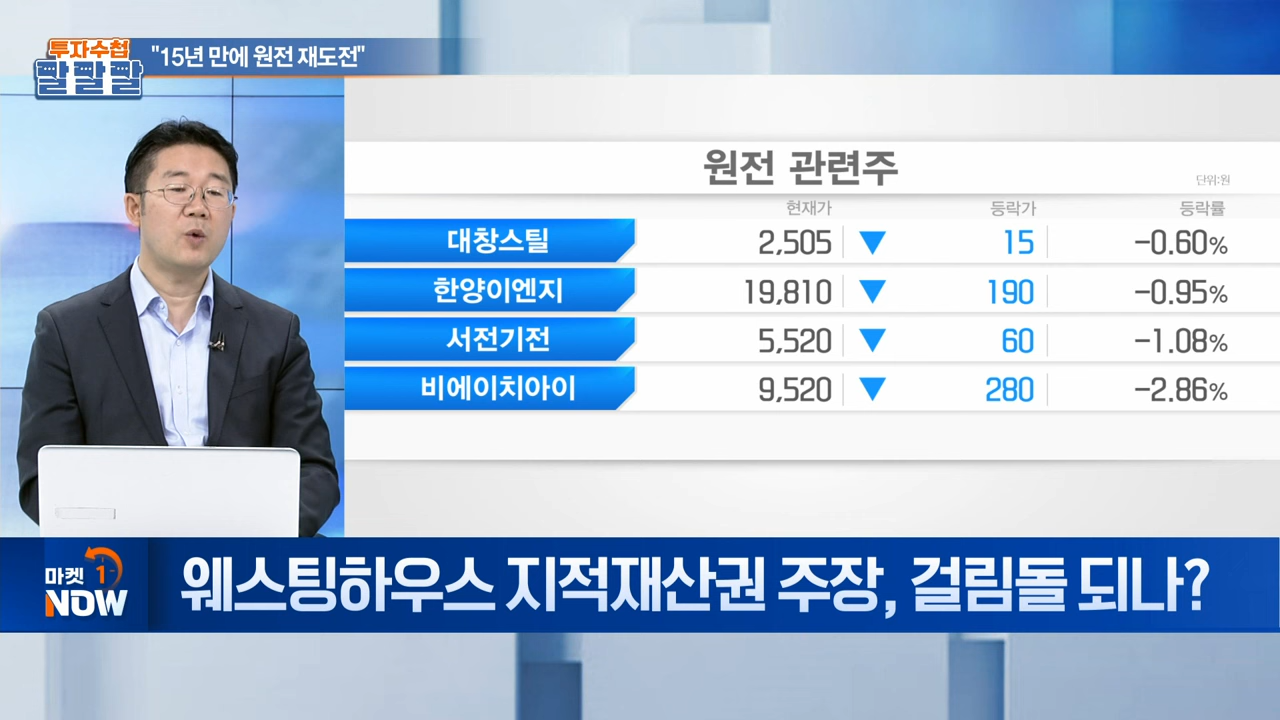 투자수첩
팔팔팔
"15년 만에 원전 재도전"
원전 관련주
단위:원
현재가 등락가 등락률
대창스틸 2,505 ▼ 15 -0.60%
한양이엔지 19,810 ▼ 190 -0.95%
서전기전 5,520 ▼ 60 -1.08%
비에이치아이 9,520 ▼ 280 -2.86%
마켓 1
NOW
웨스팅하우스 지적재산권 주장, 걸림돌 되나?